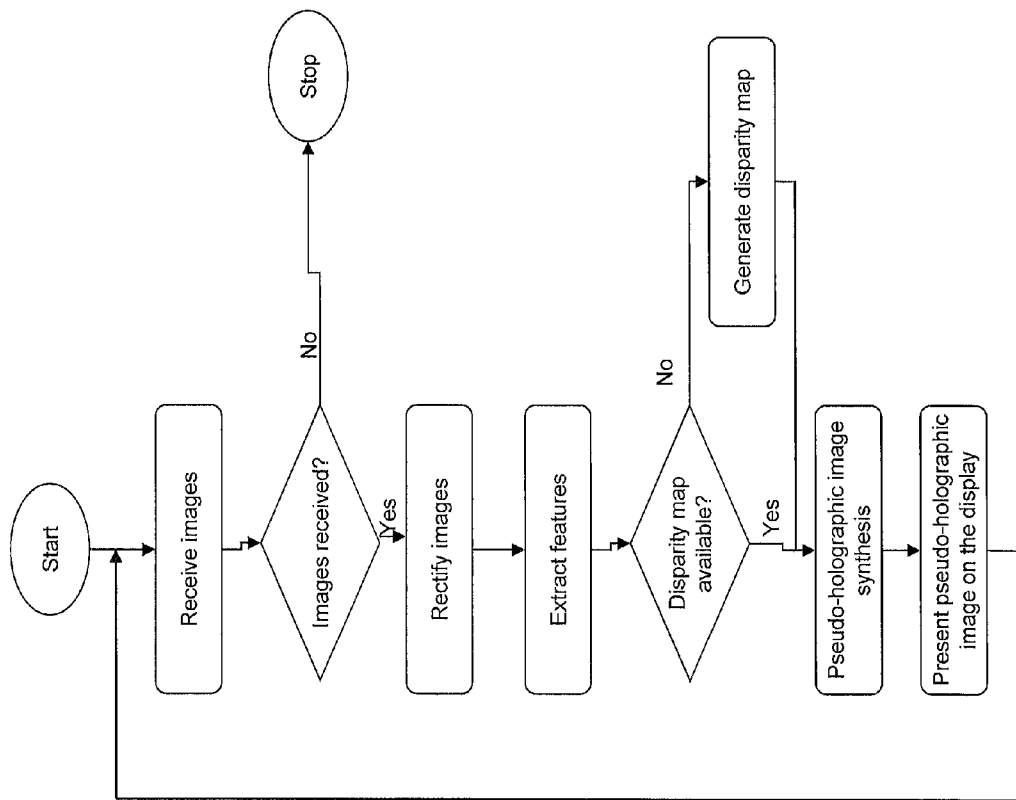 Start
Receive images
Images received?
No
Stop
Yes
Rectify images
Extract features
Disparity map
available?
No
Generate disparity map
Yes
Pseudo-holographic image
synthesis
Present pseudo-holographic
image on the display